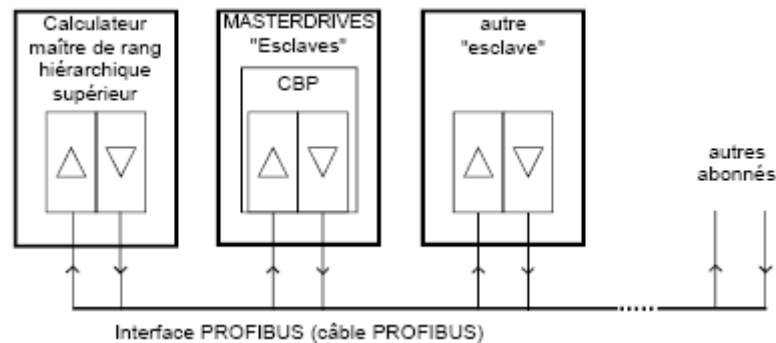 Calculateur
maître de rang
hiérarchique
supérieur
MASTERDRIVES
"Esclaves"
CBP
autre
"esclave"
autres
abonnés
Interface PROFIBUS (câble PROFIBUS)